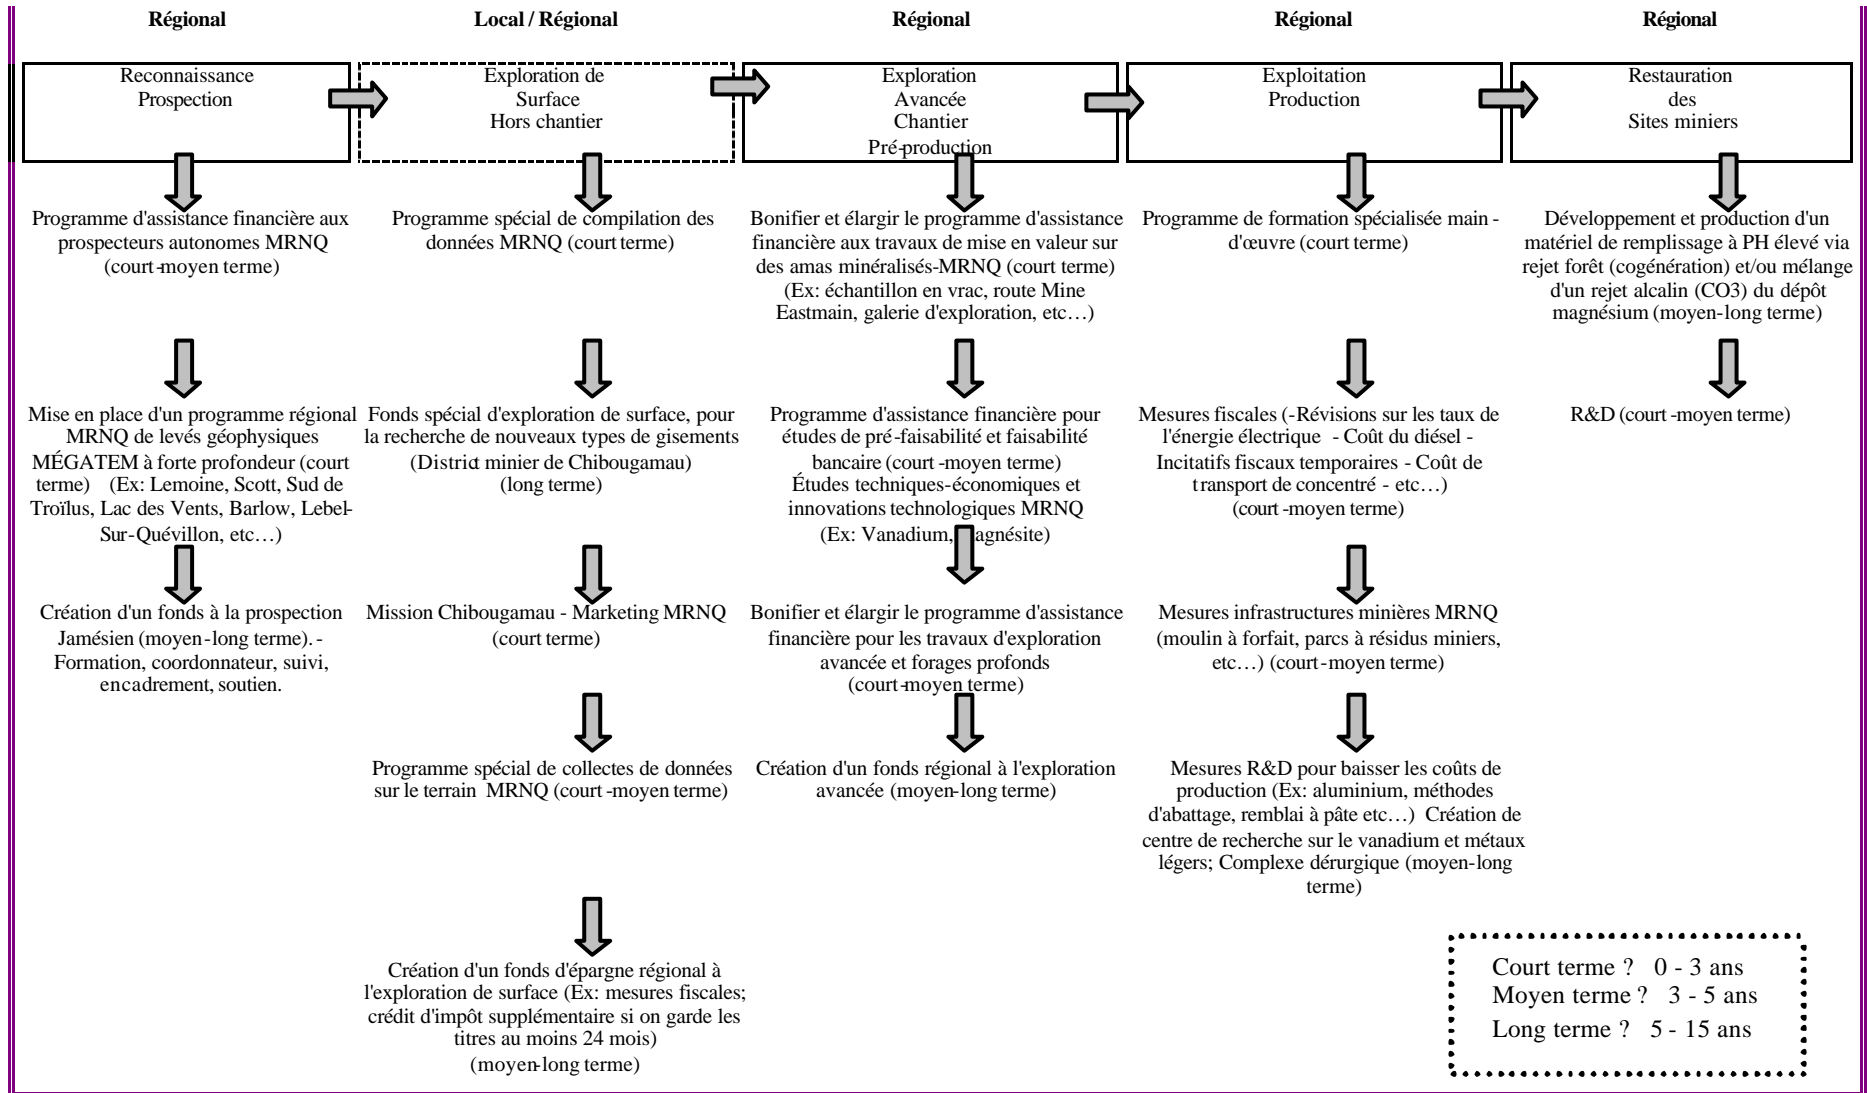 Régional
Local / Régional
Régional
Régional
Régional
Reconnaissance
Prospection
Exploration de
Surface
Hors chantier
Exploration
Avancée
Chantier
Pré-production
Exploitation
Production
Restauration
des
Sites miniers
Programme d'assistance financière aux
prospecteurs autonomes MRNQ
(court-moyen terme)
Mise en place d'un programme régional
MRNQ de levés géophysiques
MÉGATEM à forte profondeur (court
terme) (Ex: Lemoine, Scott, Sud de
Troïlus, Lac des Vents, Barlow, Lebel-
Sur-Quévillon, etc…)
Création d'un fonds à la prospection
Jamésien (moyen-long terme). -
Formation, coordonnateur, suivi,
encadrement, soutien.
Programme spécial de compilation des
données MRNQ (court terme)
Fonds spécial d'exploration de surface, pour
la recherche de nouveaux types de gisements
(District minier de Chibougamau)
(long terme)
Mission Chibougamau - Marketing MRNQ
(court terme)
Programme spécial de collectes de données
sur le terrain MRNQ (court -moyen terme)
Création d'un fonds d'épargne régional à
l'exploration de surface (Ex: mesures fiscales;
crédit d'impôt supplémentaire si on garde les
titres au moins 24 mois)
(moyen-long terme)
Bonifier et élargir le programme d'assistance
financière aux travaux de mise en valeur sur
des amas minéralisés-MRNQ (court terme)
(Ex: échantillon en vrac, route Mine
Eastmain, galerie d'exploration, etc…)
Programme d'assistance financière pour
études de pré-faisabilité et faisabilité
bancaire (court -moyen terme)
Études techniques-économiques et
innovations technologiques MRNQ
(Ex: Vanadium, agnésite)
Bonifier et élargir le programme d'assistance
financière pour les travaux d'exploration
avancée et forages profonds
(court-moyen terme)
Création d'un fonds régional à l'exploration
avancée (moyen-long terme)
Programme de formation spécialisée main -
d'œuvre (court terme)
Mesures fiscales (-Révisions sur les taux de
l'énergie électrique - Coût du diésel -
Incitatifs fiscaux temporaires - Coût de
transport de concentré - etc…)
(court -moyen terme)
Mesures infrastructures minières MRNQ
(moulin à forfait, parcs à résidus miniers,
etc…) (court-moyen terme)
Mesures R&D pour baisser les coûts de
production (Ex: aluminium, méthodes
d'abattage, remblai à pâte etc…) Création de
centre de recherche sur le vanadium et métaux
légers; Complexe dérurgique (moyen-long
terme)
Développement et production d'un
matériel de remplissage à PH élevé via
rejet forêt (cogénération) et/ou mélange
d'un rejet alcalin (CO3) du dépôt
magnésium (moyen-long terme)
R&D (court -moyen terme)
Court terme ? 0 - 3 ans
Moyen terme ? 3 - 5 ans
Long terme ? 5 - 15 ans